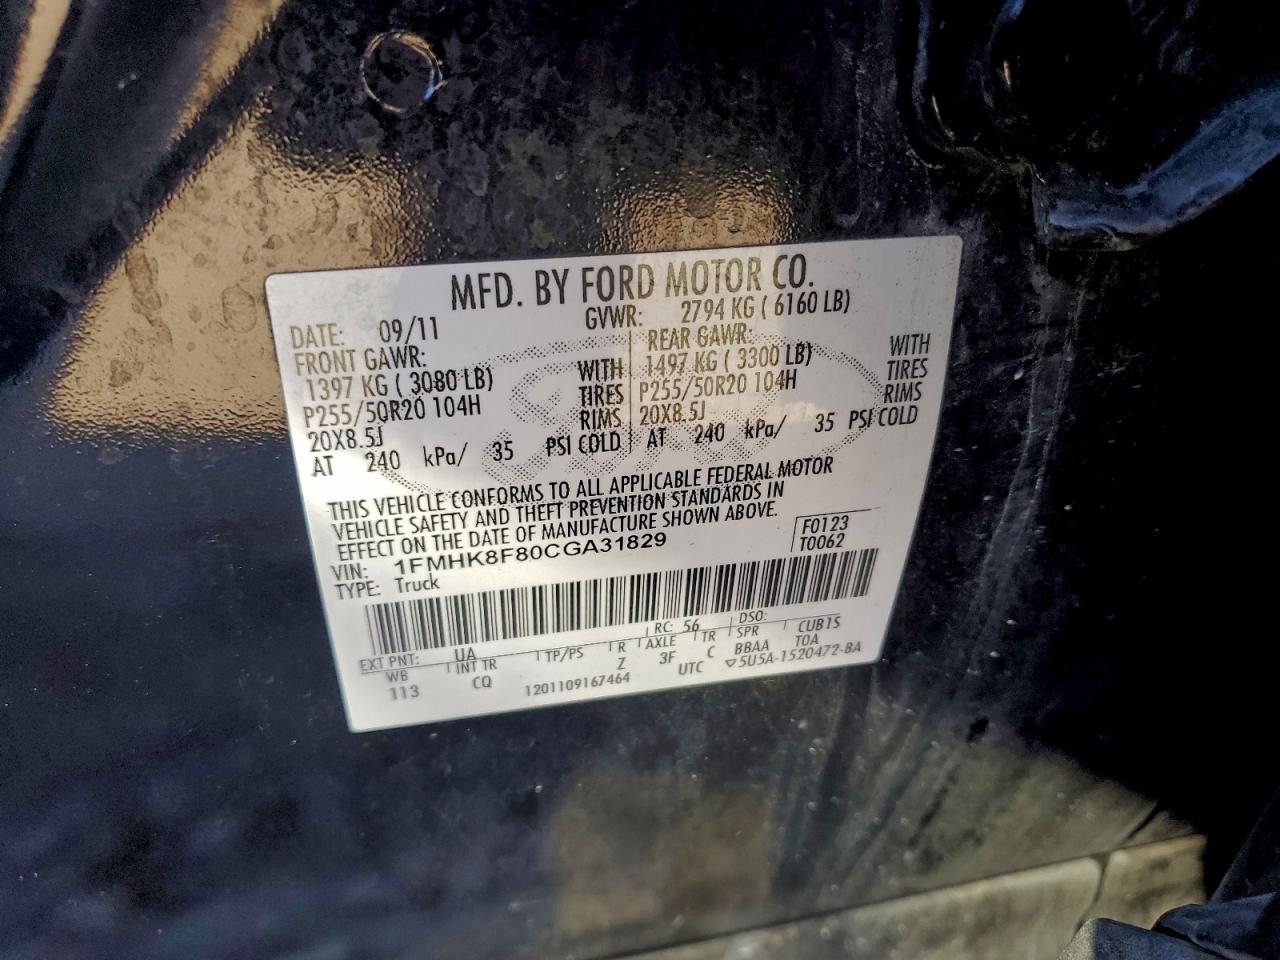 MFD. BY FORD MOTOR CO.
DATE: 09/11 GVWR: 2794 KG ( 6160 LB)
FRONT GAWR: REAR GAWR:
1397 KG ( 3080 LB) WITH 1497 KG ( 3300 LB) WITH
P255/50R20 104H TIRES P255/50R20 104H TIRES
20X8.5J RIMS 20X8.5J RIMS
AT 240 kPa/ 35 PSI COLD AT 240 kPa/ 35 PSI COLD
THIS VEHICLE CONFORMS TO ALL APPLICABLE FEDERAL MOTOR
VEHICLE SAFETY AND THEFT PREVENTION STANDARDS IN
EFFECT ON THE DATE OF MANUFACTURE SHOWN ABOVE.
VIN: 1FMHK8F80CGA31829 F0123
TYPE: Truck T0062
EXT PNT: UA RC: 56 DSO:
WB INT TR TP/PS R AXLE TR SPR CUB1S
113 CQ Z 3F C BBAA TOA
1201109167464 UTC ▽5U5A-1520472-BA